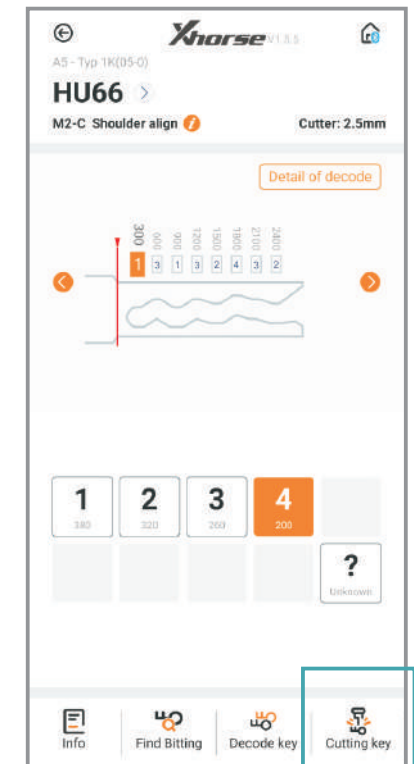 Xhorse V1.5.5
A5 - Typ 1K(05-0)
HU66 >
M2-C Shoulder align i
Cutter: 2.5mm
Detail of decode
300 600 900 1200 1500 1800 2100 2400
1 3 1 3 2 4 3 2
1 2 3 4
380 320 260 200
?
Unknown
Info Find Bitting Decode key Cutting key